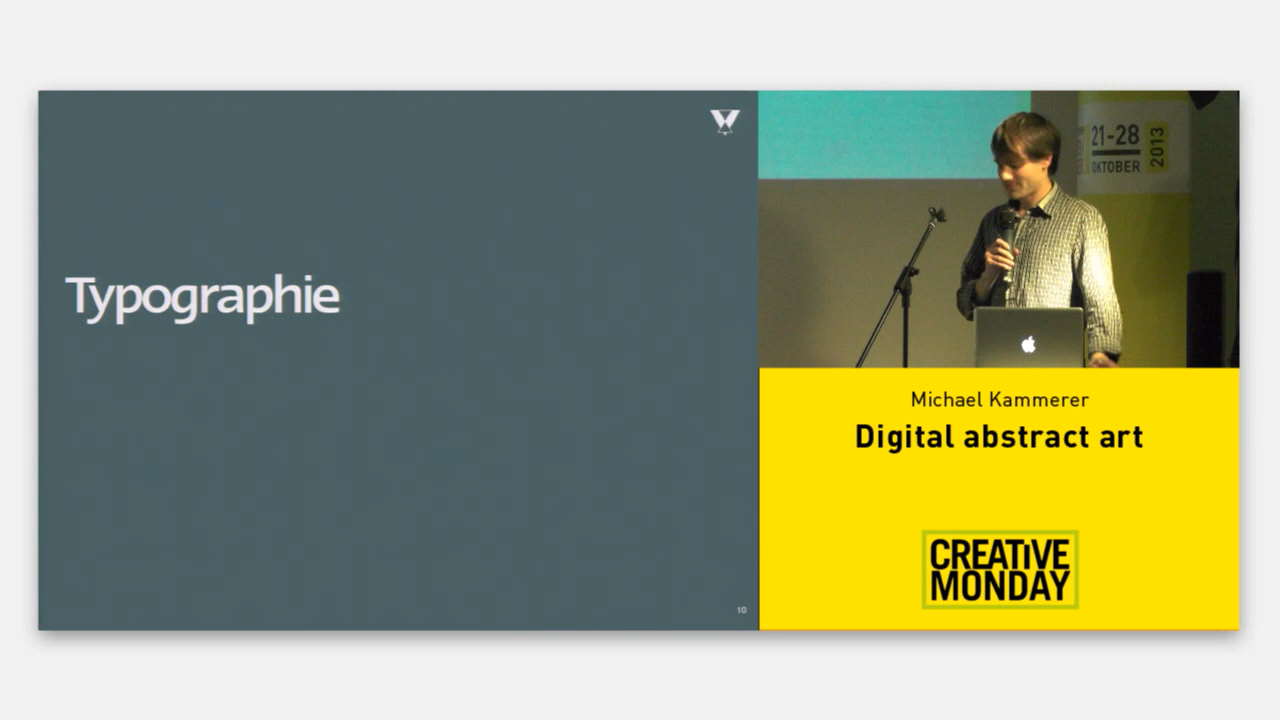 Typographie
10
21-28
OKTOBER
2013
Michael Kammerer
Digital abstract art
CREATIVE
MONDAY